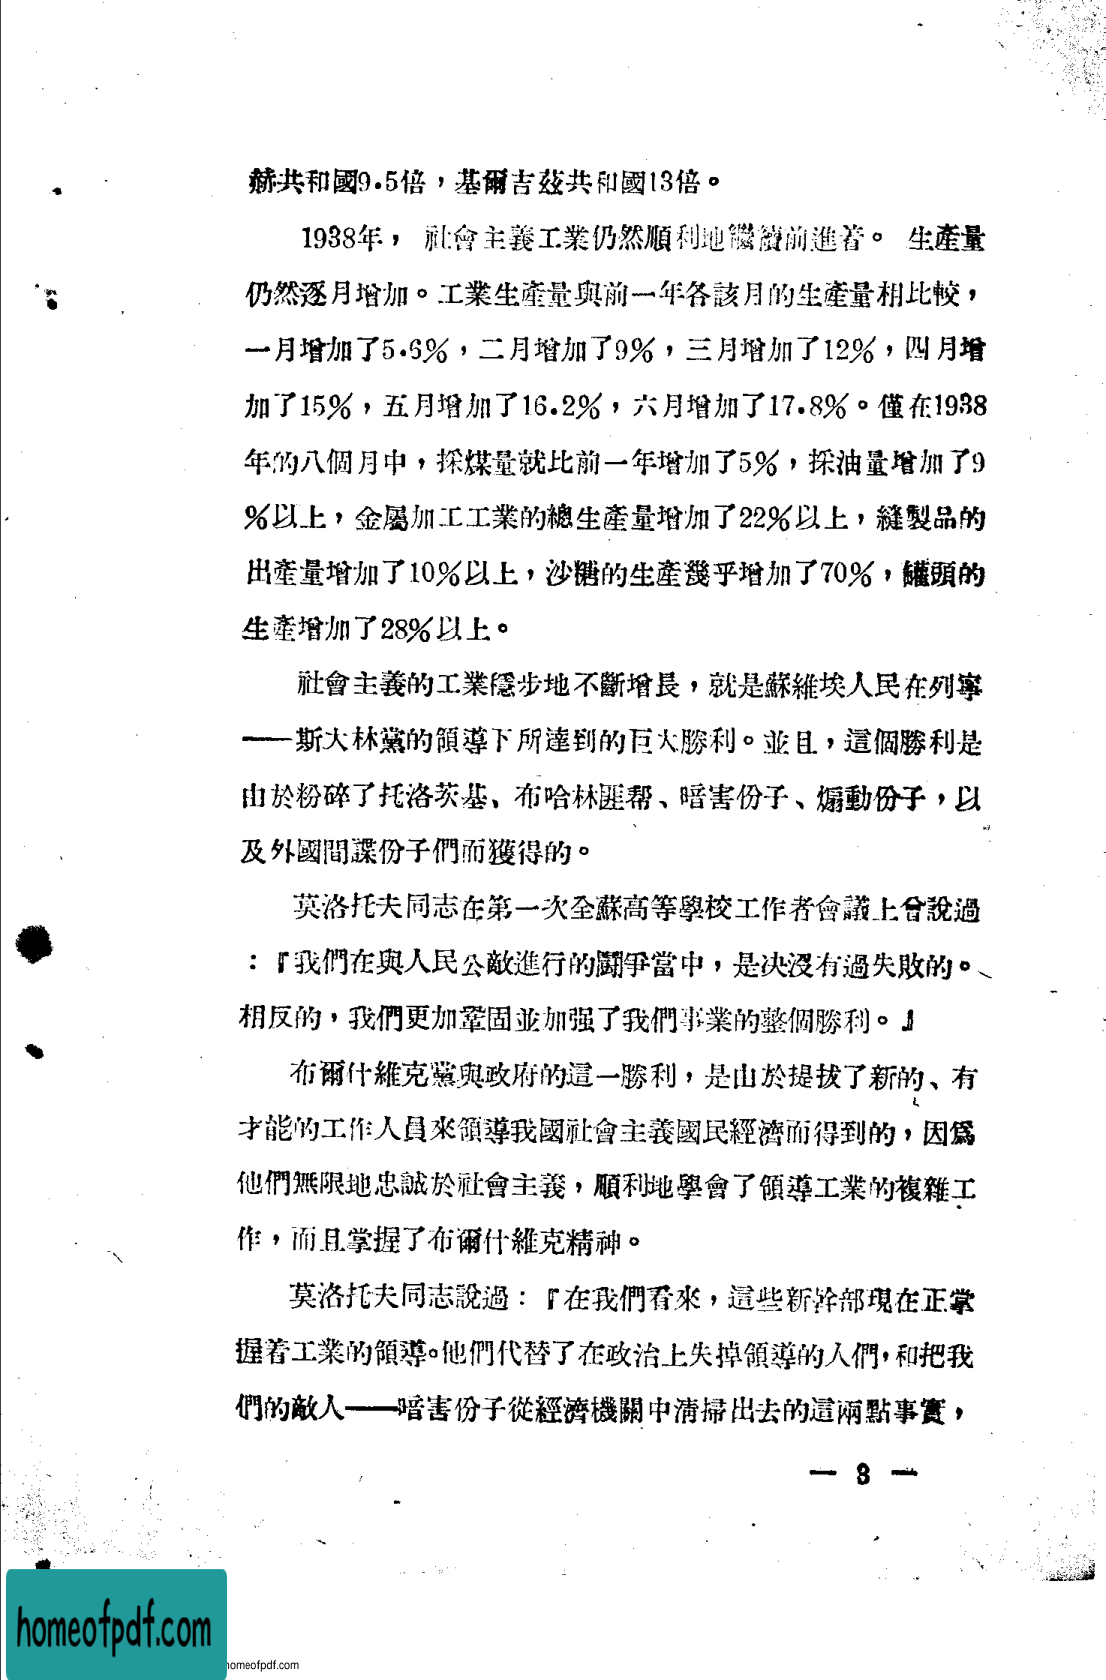 赫共和國9.5倍，基爾吉茲共和國13倍。
1938年， 社會主義工業仍然順利地繼續前進着。 生產量
仍然逐月增加。工業生產量與前一年各該月的生產量相比較，
一月增加了5.6%，二月增加了9%，三月增加了12%，四月增
加了15%，五月增加了16.2%，六月增加了17.8%。僅在1938
年的八個月中，採煤量就比前一年增加了5%，採油量增加了9
%以上，金屬加工工業的總生產量增加了22%以上，縫製品的
出產量增加了10%以上，沙糖的生產幾乎增加了70%，罐頭的
生產增加了28%以上。
社會主義的工業穩步地不斷增長，就是蘇維埃人民在列寧
——斯大林黨的領導下所達到的巨大勝利。並且，這個勝利是
由於粉碎了托洛茨基、布哈林匪帮、暗害份子、煽動份子，以
及外國間諜份子們而獲得的。
莫洛托夫同志在第一次全蘇高等學校工作者會議上曾說過
：『我們在與人民公敵進行的鬪爭當中，是决沒有過失敗的。
相反的，我們更加鞏固並加强了我們事業的整個勝利。』
布爾什維克黨與政府的這一勝利，是由於提拔了新的、有
才能的工作人員來領導我國社會主義國民經濟而得到的，因爲
他們無限地忠誠於社會主義，順利地學會了領導工業的複雜工
作，而且掌握了布爾什維克精神。
莫洛托夫同志說過：『在我們看來，這些新幹部現在正掌
握着工業的領導。他們代替了在政治上失掉領導的人們，和把我
們的敵人——暗害份子從經濟機關中清掃出去的這兩點事實，
— 3 —
homeofpdf.com
homeofpdf.com